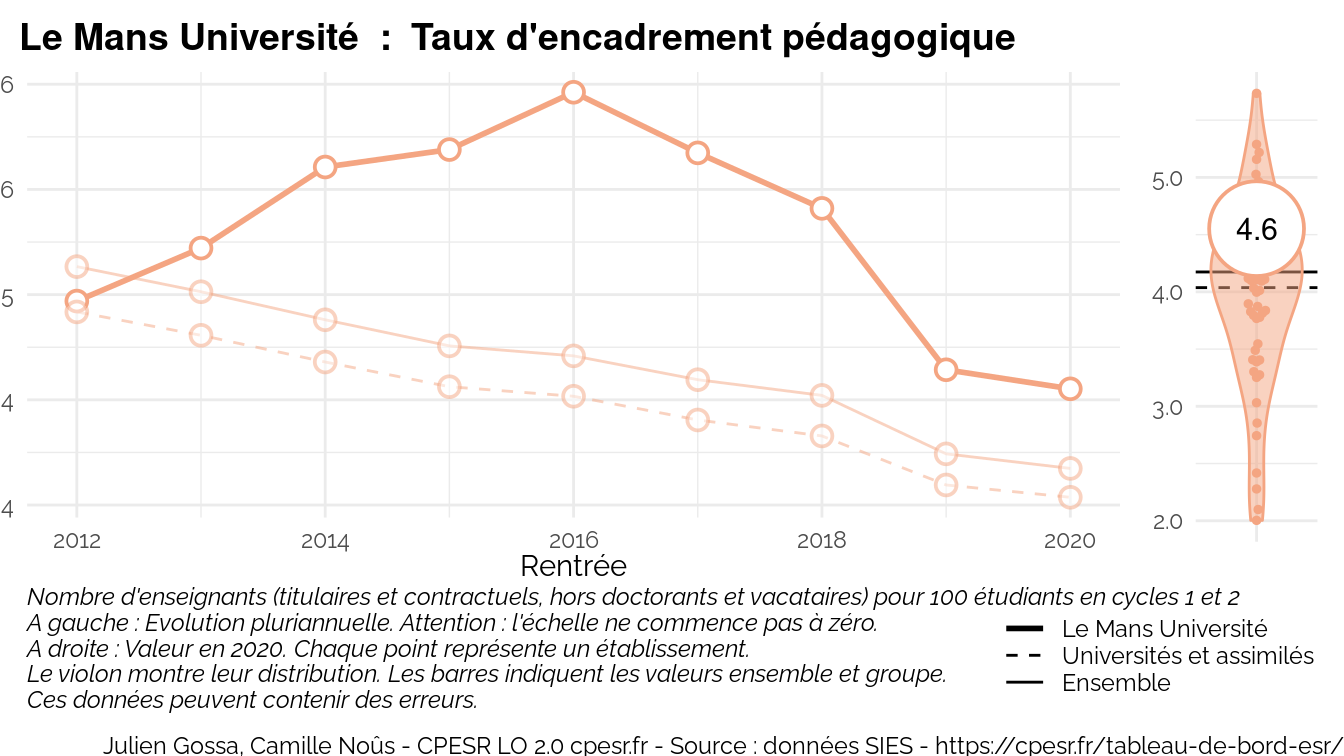 Le Mans Université : Taux d'encadrement pédagogique
6
6
5
4
4
2012 2014 2016 2018 2020
Rentrée
5.0
4.0
3.0
2.0
4.6
Nombre d'enseignants (titulaires et contractuels, hors doctorants et vacataires) pour 100 étudiants en cycles 1 et 2
A gauche : Evolution pluriannuelle. Attention : l'échelle ne commence pas à zéro.
A droite : Valeur en 2020. Chaque point représente un établissement.
Le violon montre leur distribution. Les barres indiquent les valeurs ensemble et groupe.
Ces données peuvent contenir des erreurs.
Le Mans Université
Universités et assimilés
Ensemble
Julien Gossa, Camille Noûs - CPESR LO 2.0 cpesr.fr - Source : données SIES - https://cpesr.fr/tableau-de-bord-esr/